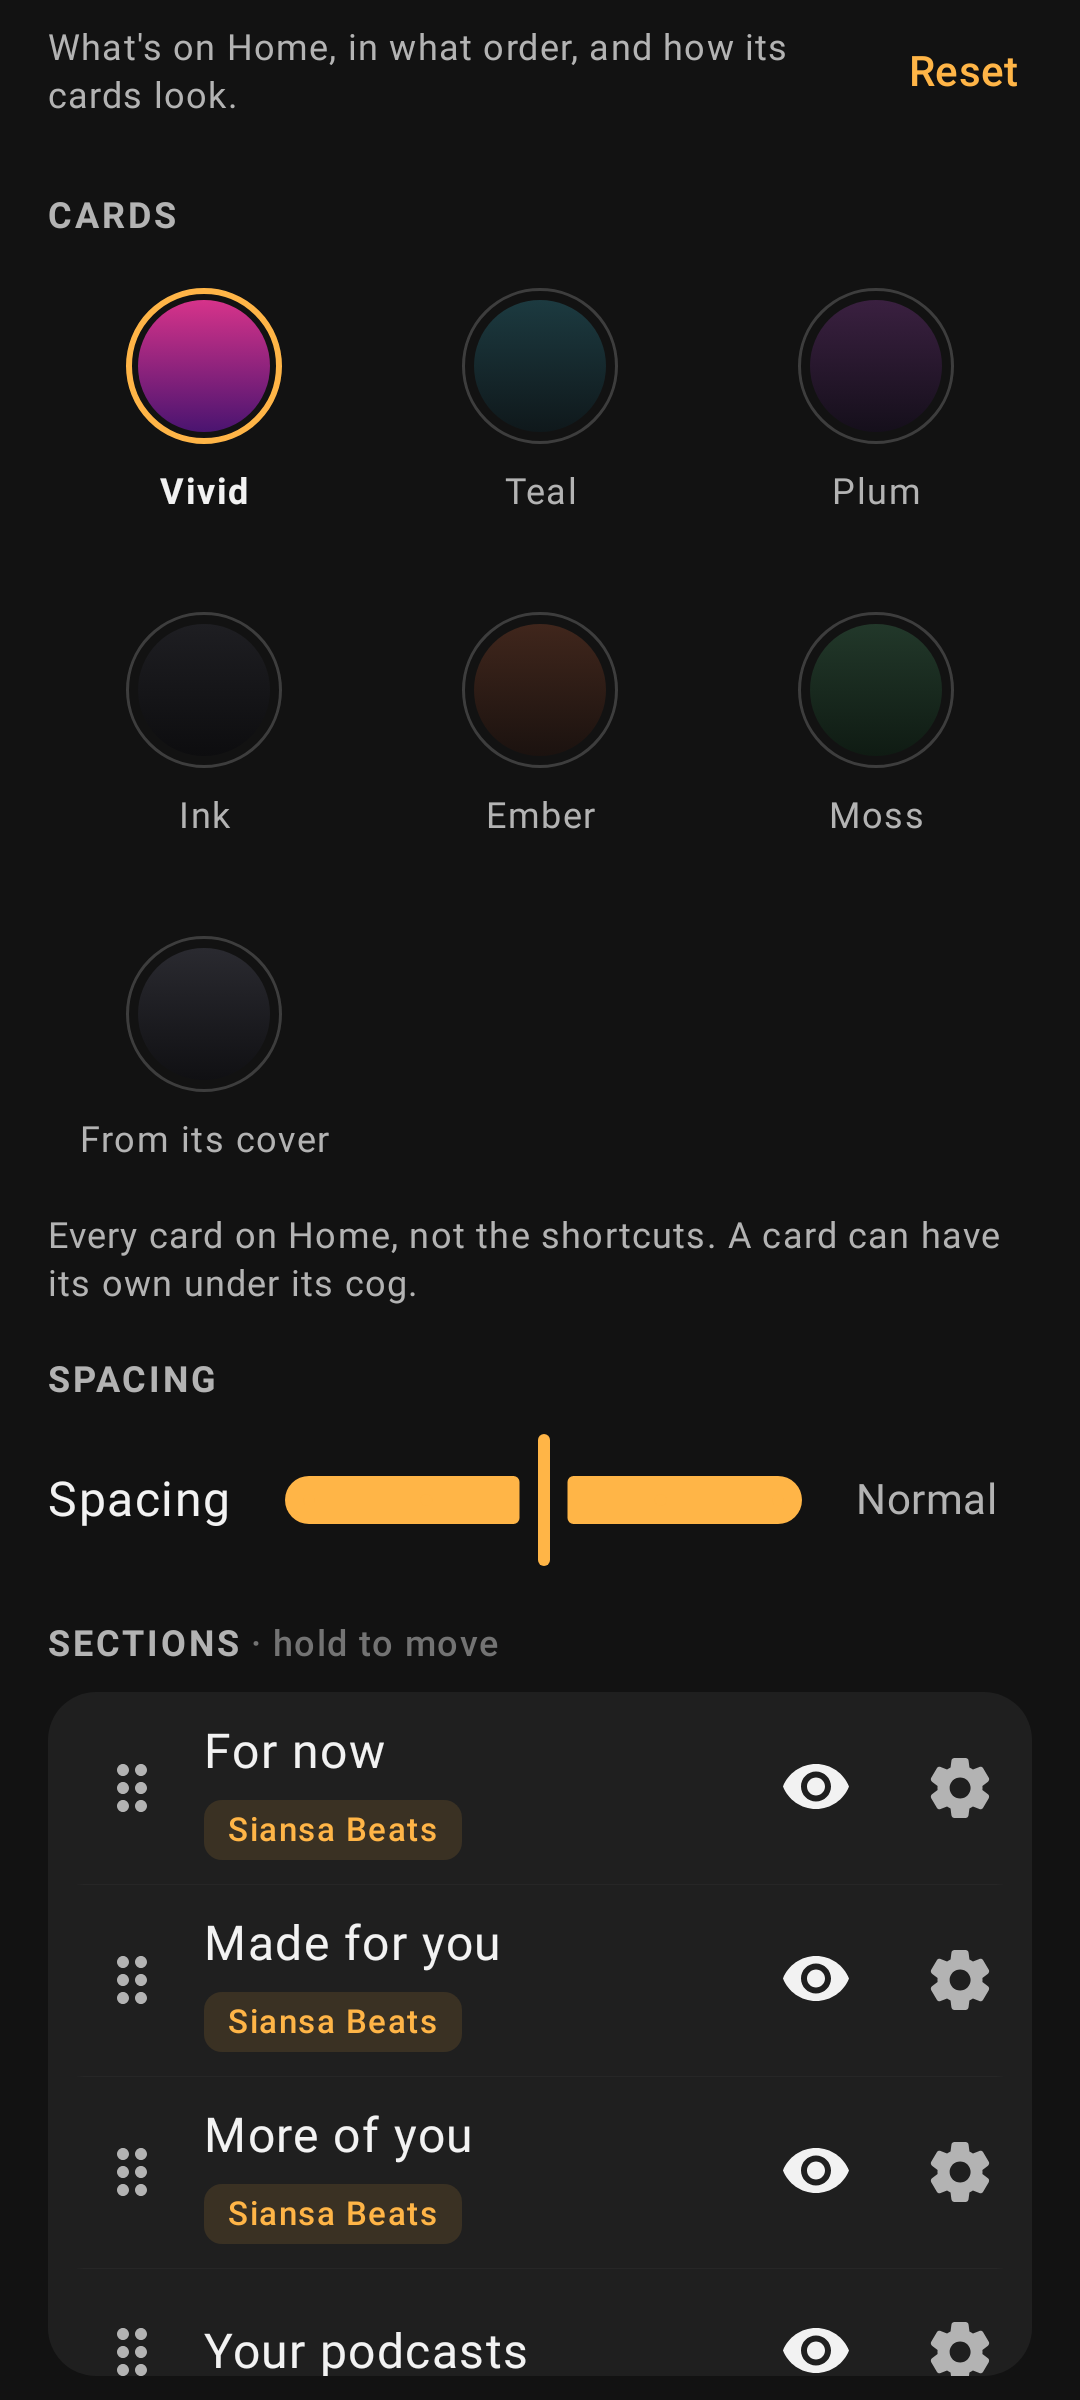 What's on Home, in what order, and how its
cards look.
Reset
CARDS
Vivid
Teal
Plum
Ink
Ember
Moss
From its cover
Every card on Home, not the shortcuts. A card can have
its own under its cog.
SPACING
Spacing
Normal
SECTIONS · hold to move
For now
Siansa Beats
Made for you
Siansa Beats
More of you
Siansa Beats
Your podcasts